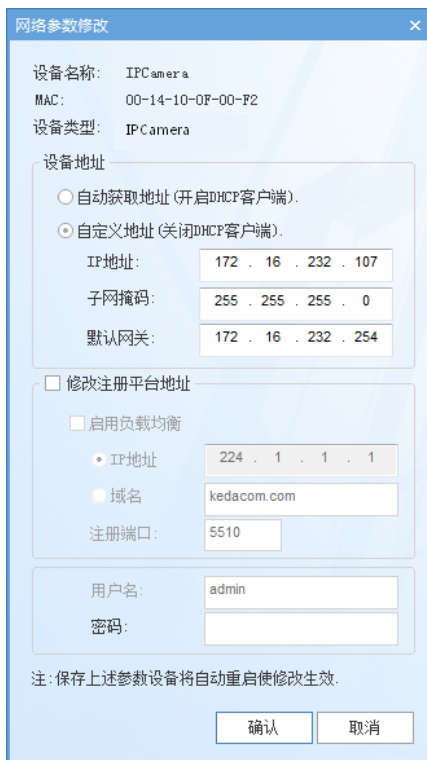 网络参数修改 ×
设备名称: IPCamera
MAC: 00-14-10-0F-00-F2
设备类型: IPCamera
设备地址
自动获取地址(开启DHCP客户端).
自定义地址(关闭DHCP客户端).
IP地址: 172 . 16 . 232 . 107
子网掩码: 255 . 255 . 255 . 0
默认网关: 172 . 16 . 232 . 254
修改注册平台地址
启用负载均衡
IP地址 224 . 1 . 1 . 1
域名 kedacom.com
注册端口: 5510
用户名: admin
密码:
注:保存上述参数设备将自动重启使修改生效.
确认 取消